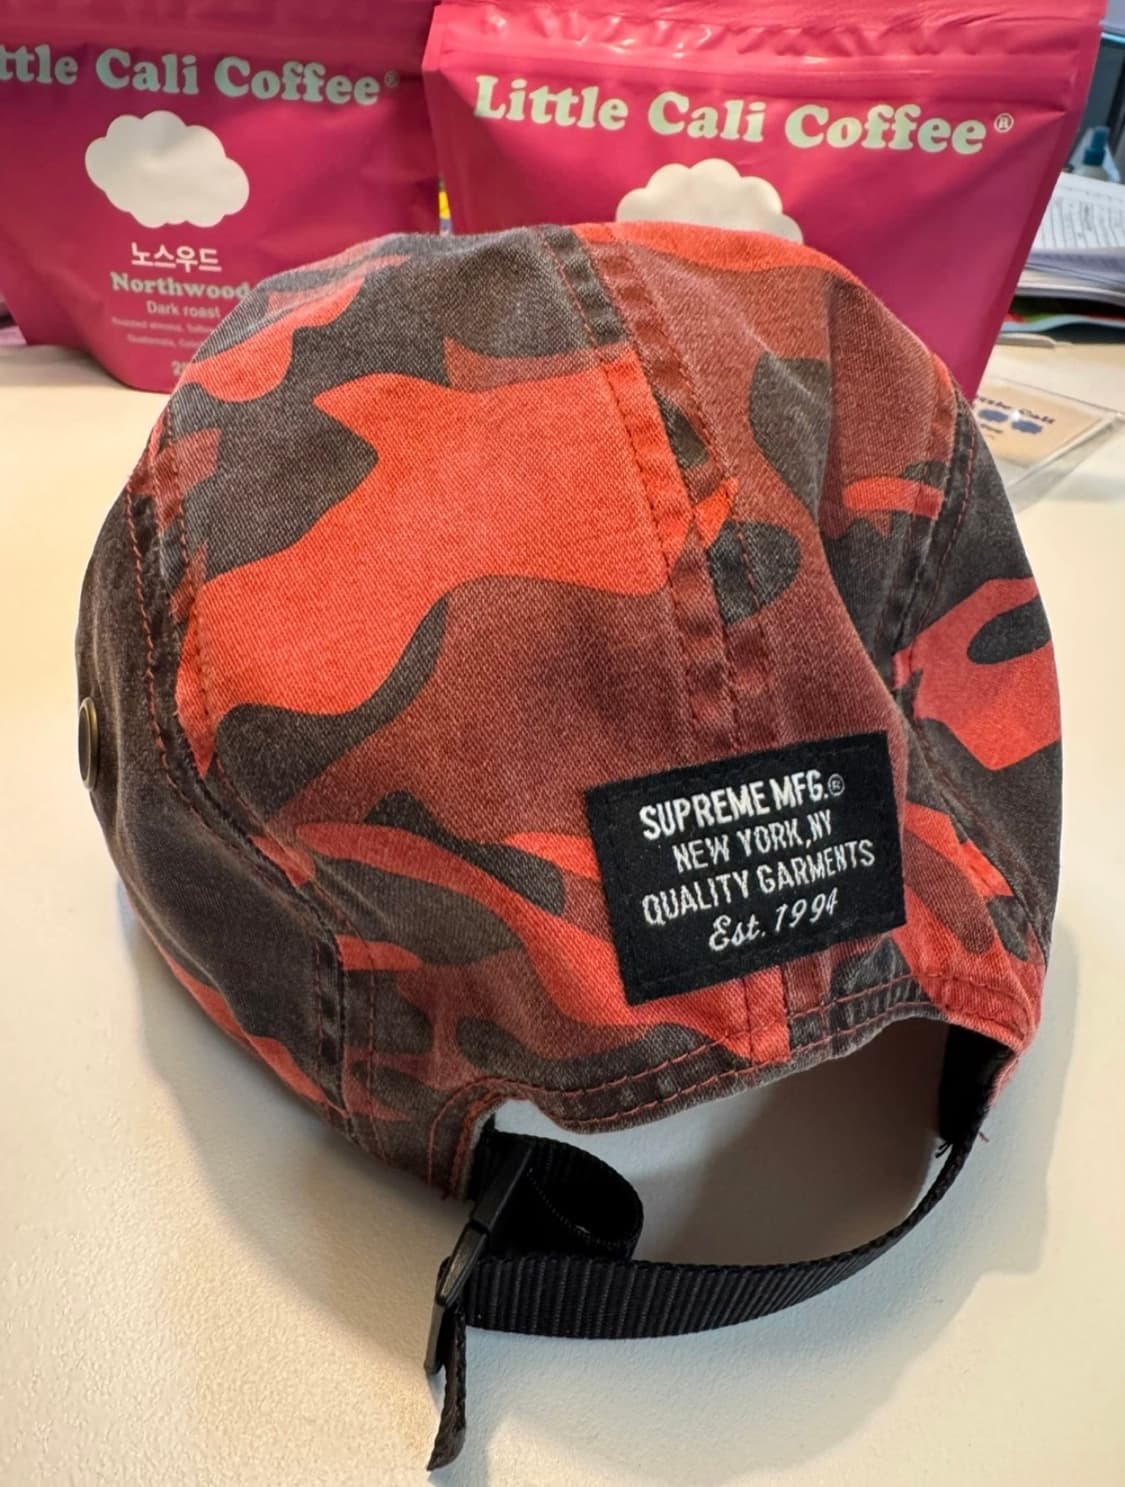 ttle Cali Coffee®
노스우드
Northwood
Dark roast
Little Cali Coffee®
SUPREME MFG.®
NEW YORK, NY
QUALITY GARMENTS
Est. 1994